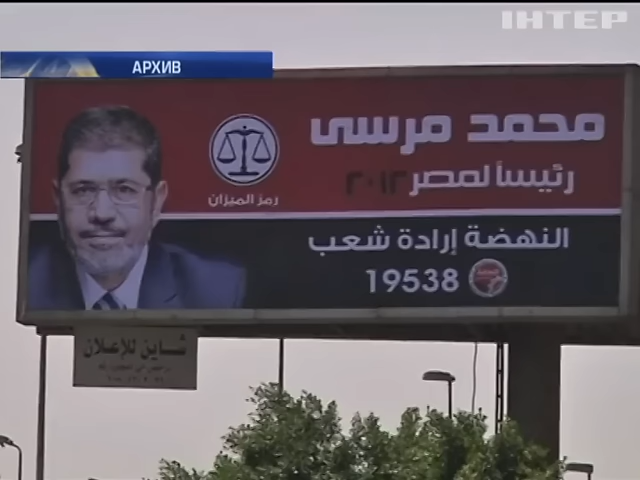 ІНТЕР
АРХИВ
محمد مرسى
رئيساً لمصر ٢٠١٢
رمز الميزان
النهضة إرادة شعب
19538
شاين للإعلان